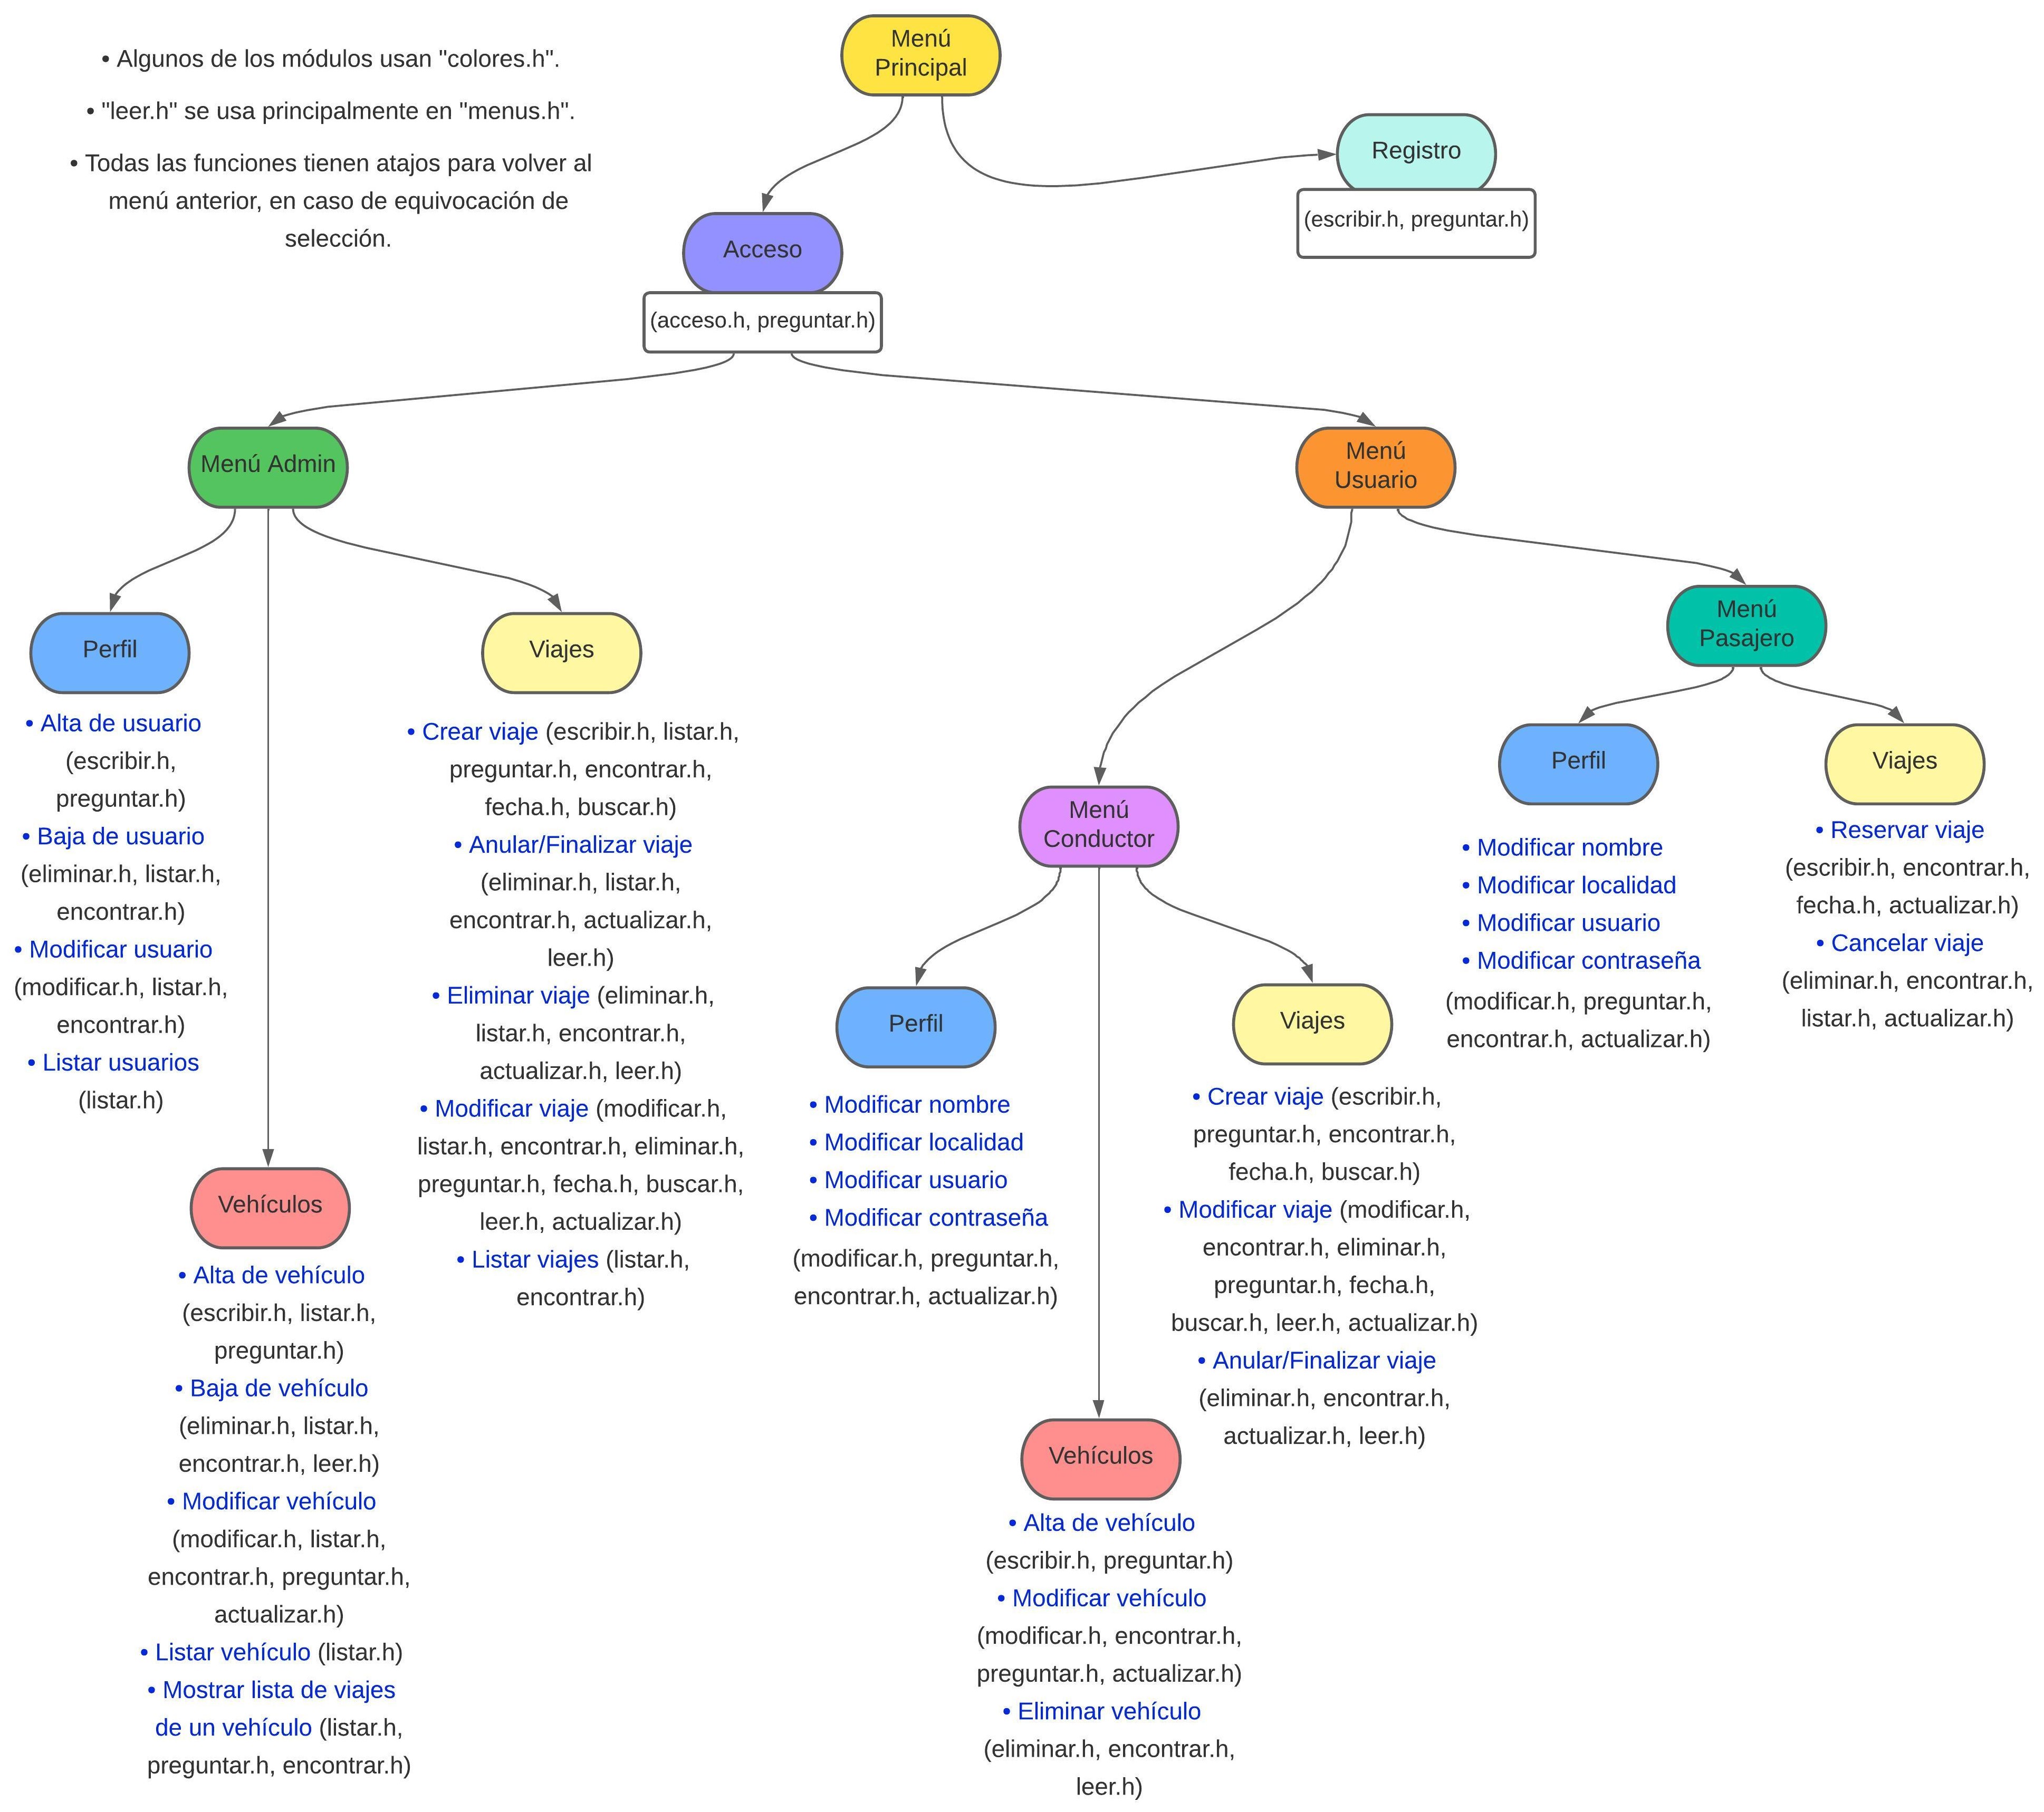 • Algunos de los módulos usan "colores.h".
• "leer.h" se usa principalmente en "menus.h".
• Todas las funciones tienen atajos para volver al
menú anterior, en caso de equivocación de
selección.
Menú
Principal
Registro
(escribir.h, preguntar.h)
Acceso
(acceso.h, preguntar.h)
Menú Admin
Menú
Usuario
Perfil
• Alta de usuario
(escribir.h,
preguntar.h)
• Baja de usuario
(eliminar.h, listar.h,
encontrar.h)
• Modificar usuario
(modificar.h, listar.h,
encontrar.h)
• Listar usuarios
(listar.h)
Viajes
• Crear viaje (escribir.h, listar.h,
preguntar.h, encontrar.h,
fecha.h, buscar.h)
• Anular/Finalizar viaje
(eliminar.h, listar.h,
encontrar.h, actualizar.h,
leer.h)
• Eliminar viaje (eliminar.h,
listar.h, encontrar.h,
actualizar.h, leer.h)
• Modificar viaje (modificar.h,
listar.h, encontrar.h, eliminar.h,
preguntar.h, fecha.h, buscar.h,
leer.h, actualizar.h)
• Listar viajes (listar.h,
encontrar.h)
Vehículos
• Alta de vehículo
(escribir.h, listar.h,
preguntar.h)
• Baja de vehículo
(eliminar.h, listar.h,
encontrar.h, leer.h)
• Modificar vehículo
(modificar.h, listar.h,
encontrar.h, preguntar.h,
actualizar.h)
• Listar vehículo (listar.h)
• Mostrar lista de viajes
de un vehículo (listar.h,
preguntar.h, encontrar.h)
Menú
Pasajero
Perfil
• Modificar nombre
• Modificar localidad
• Modificar usuario
• Modificar contraseña
(modificar.h, preguntar.h,
encontrar.h, actualizar.h)
Viajes
• Reservar viaje
(escribir.h, encontrar.h,
fecha.h, actualizar.h)
• Cancelar viaje
(eliminar.h, encontrar.h,
listar.h, actualizar.h)
Menú
Conductor
Perfil
• Modificar nombre
• Modificar localidad
• Modificar usuario
• Modificar contraseña
(modificar.h, preguntar.h,
encontrar.h, actualizar.h)
Viajes
• Crear viaje (escribir.h,
preguntar.h, encontrar.h,
fecha.h, buscar.h)
• Modificar viaje (modificar.h,
encontrar.h, eliminar.h,
preguntar.h, fecha.h,
buscar.h, leer.h, actualizar.h)
• Anular/Finalizar viaje
(eliminar.h, encontrar.h,
actualizar.h, leer.h)
Vehículos
• Alta de vehículo
(escribir.h, preguntar.h)
• Modificar vehículo
(modificar.h, encontrar.h,
preguntar.h, actualizar.h)
• Eliminar vehículo
(eliminar.h, encontrar.h,
leer.h)